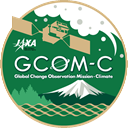 JAXA
GCOM-C
Global Change Observation Mission - Climate